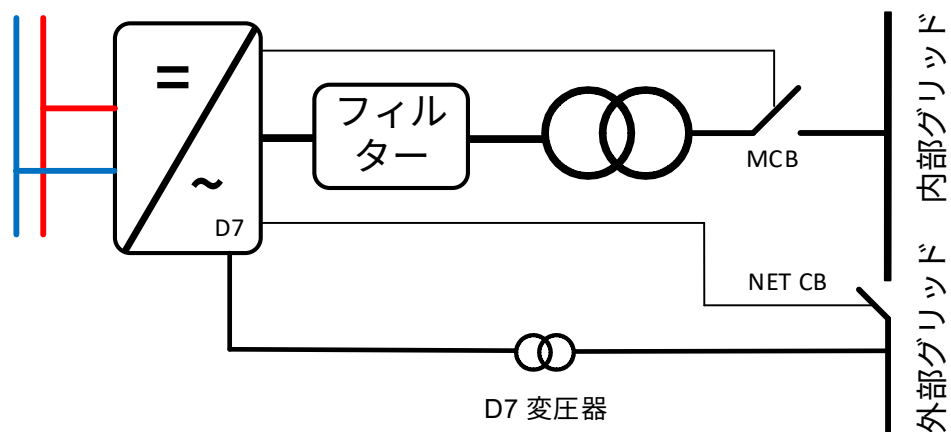 =
~
D7
フィル
ター
MCB
内部グリッド
NET CB
外部グリッド
D7 変圧器